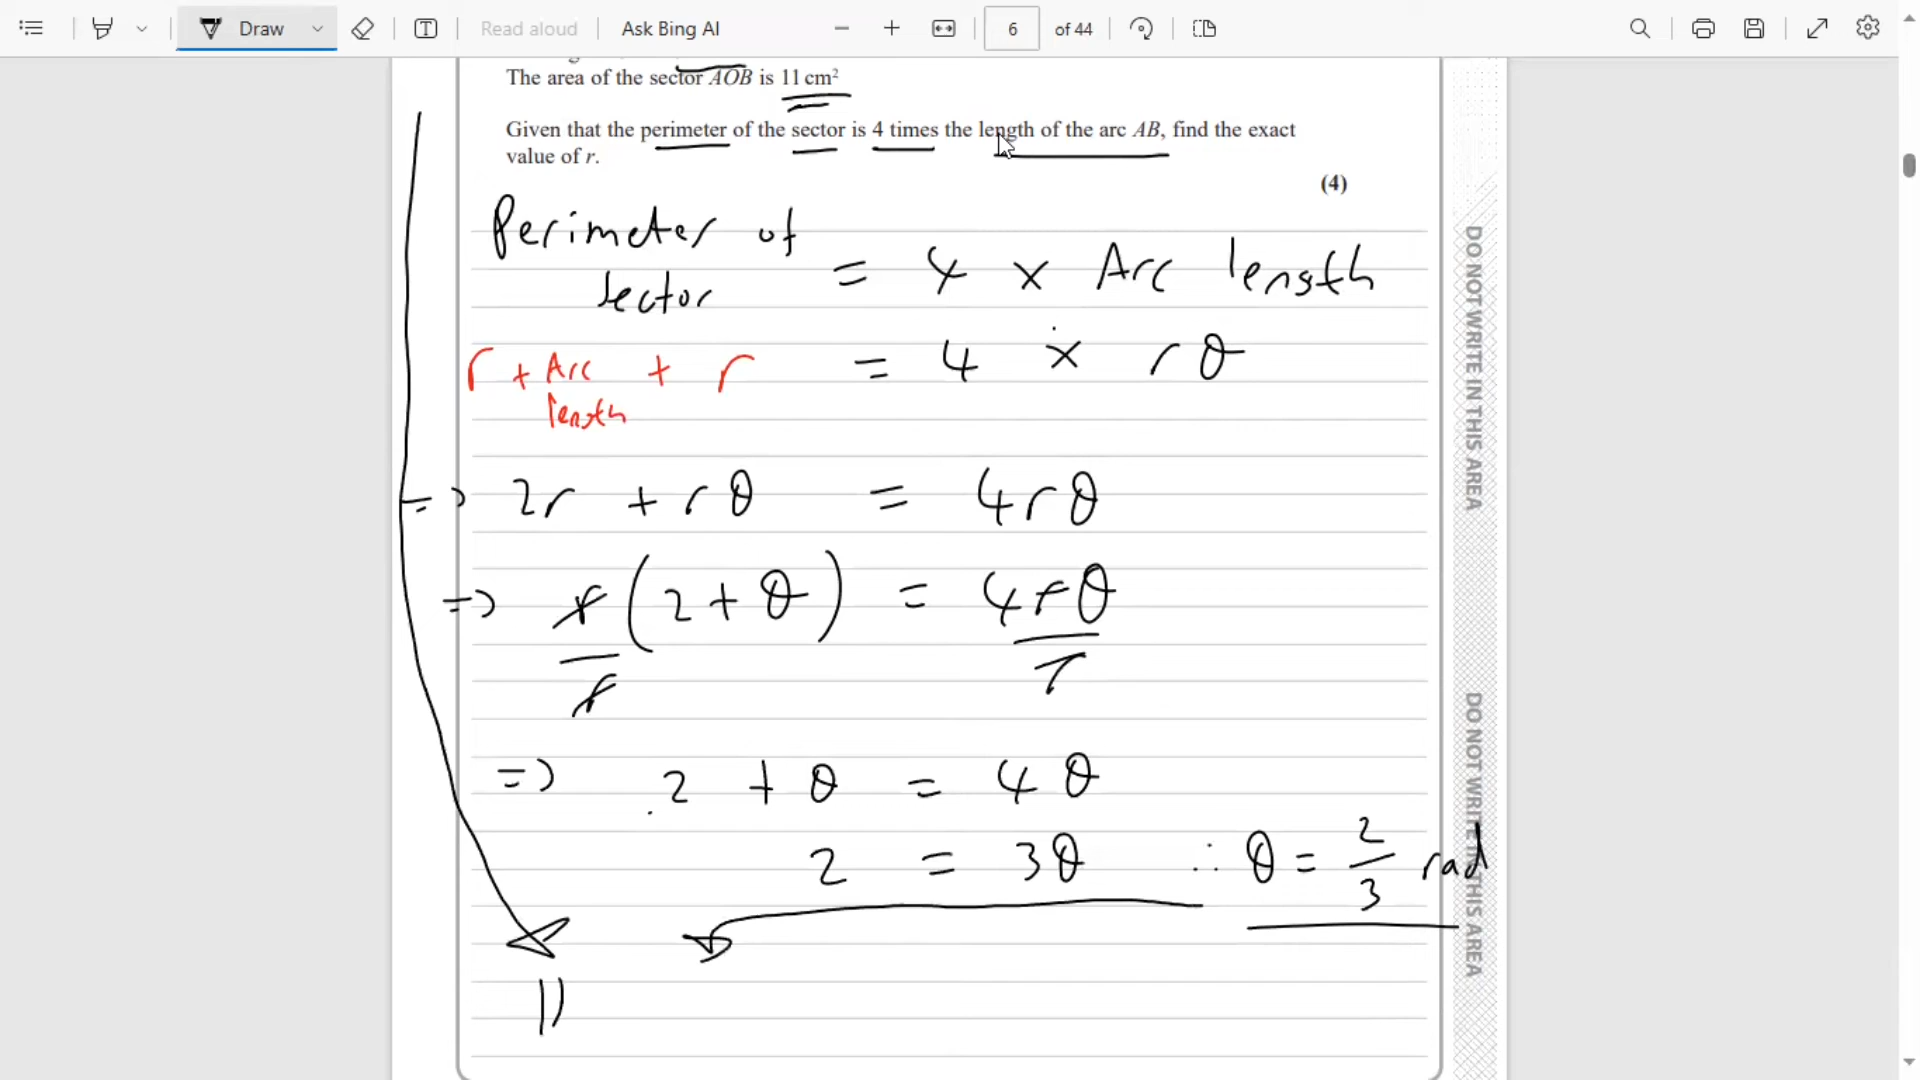 Draw
Read aloud
Ask Bing AI
6 of 44
The area of the sector AOB is 11 cm²
Given that the perimeter of the sector is 4 times the length of the arc AB, find the exact
value of r.
(4)
Perimeter of
sector = 4 × Arc length
r + Arc length + r = 4 × rθ
=> 2r + rθ = 4rθ
=> r(2 + θ) = 4rθ
r r
=> 2 + θ = 4θ
2 = 3θ ∴ θ = 2/3 rad
11
DO NOT WRITE IN THIS AREA
DO NOT WRITE IN THIS AREA